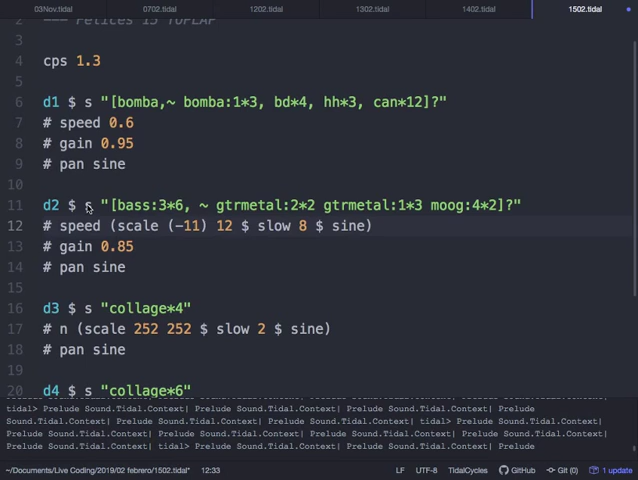 03Nov.tidal 0702.tidal 1202.tidal 1302.tidal 1402.tidal 1502.tidal
2 --- Felices 15 TOPLAP
3
4 cps 1.3
5
6 d1 $ s "[bomba,~ bomba:1*3, bd*4, hh*3, can*12]?"
7 # speed 0.6
8 # gain 0.95
9 # pan sine
10
11 d2 $ s "[bass:3*6, ~ gtrmetal:2*2 gtrmetal:1*3 moog:4*2]?"
12 # speed (scale (-11) 12 $ slow 8 $ sine)
13 # gain 0.85
14 # pan sine
15
16 d3 $ s "collage*4"
17 # n (scale 252 252 $ slow 2 $ sine)
18 # pan sine
19
20 d4 $ s "collage*6"
tidal> Prelude Sound.Tidal.Context| Prelude Sound.Tidal.Context| Prelude Sound.Tidal.Context| Prelude
Sound.Tidal.Context| Prelude Sound.Tidal.Context| Prelude Sound.Tidal.Context| tidal> Prelude Sound.Tidal.Context|
Prelude Sound.Tidal.Context| Prelude Sound.Tidal.Context| Prelude Sound.Tidal.Context| Prelude
Sound.Tidal.Context| tidal> Prelude Sound.Tidal.Context| Prelude Sound.Tidal.Context| Prelude
~/Documents/Live Coding/2019/02 febrero/1502.tidal* 12:33 LF UTF-8 TidalCycles GitHub Git (0) 1 update